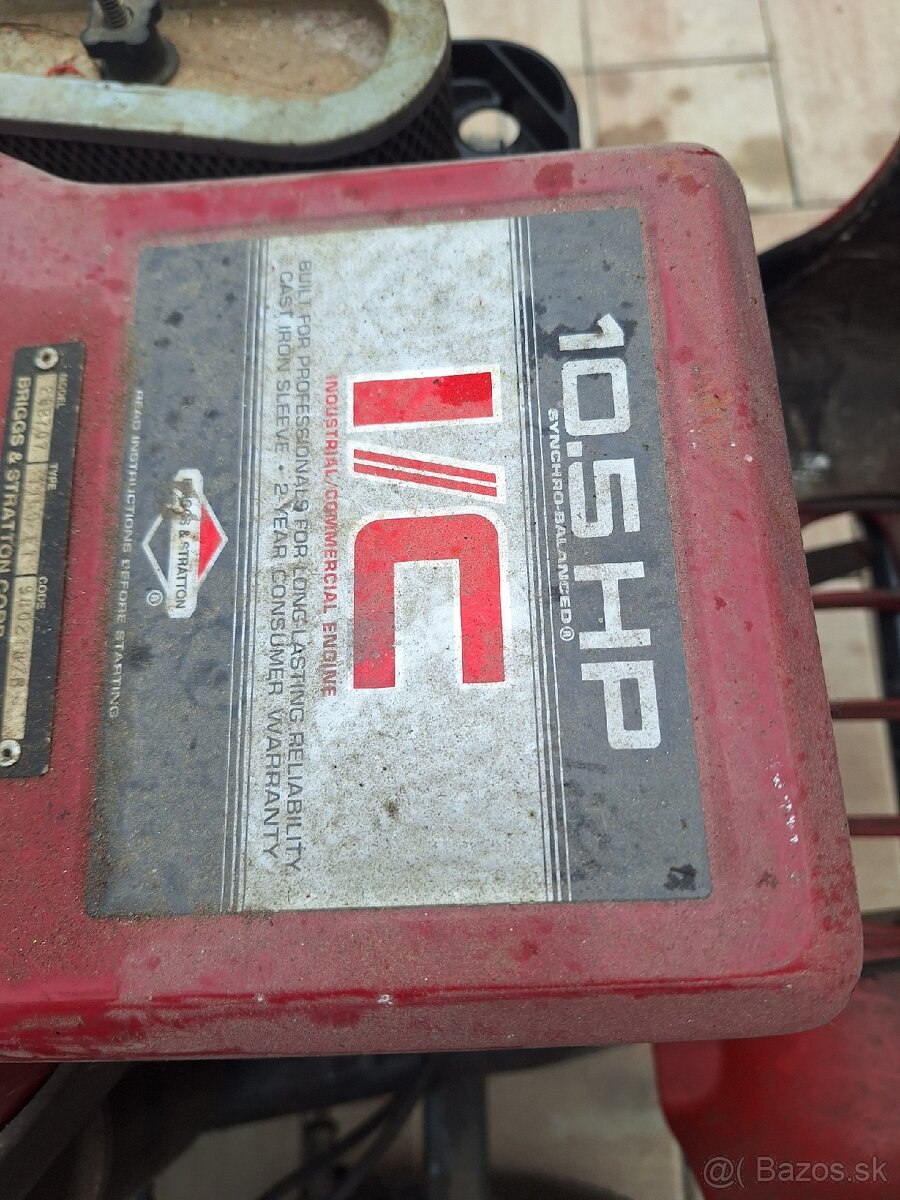 10.5 HP
SYNCHRO-BALANCED®
I/C
INDUSTRIAL/COMMERCIAL ENGINE
BUILT FOR PROFESSIONALS FOR LONG LASTING RELIABILITY
CAST IRON SLEEVE • 2 YEAR CONSUMER WARRANTY
BRIGGS & STRATTON
®
READ INSTRUCTIONS BEFORE STARTING
MODEL TYPE CODE
BRIGGS & STRATTON CORP
Bazos.sk